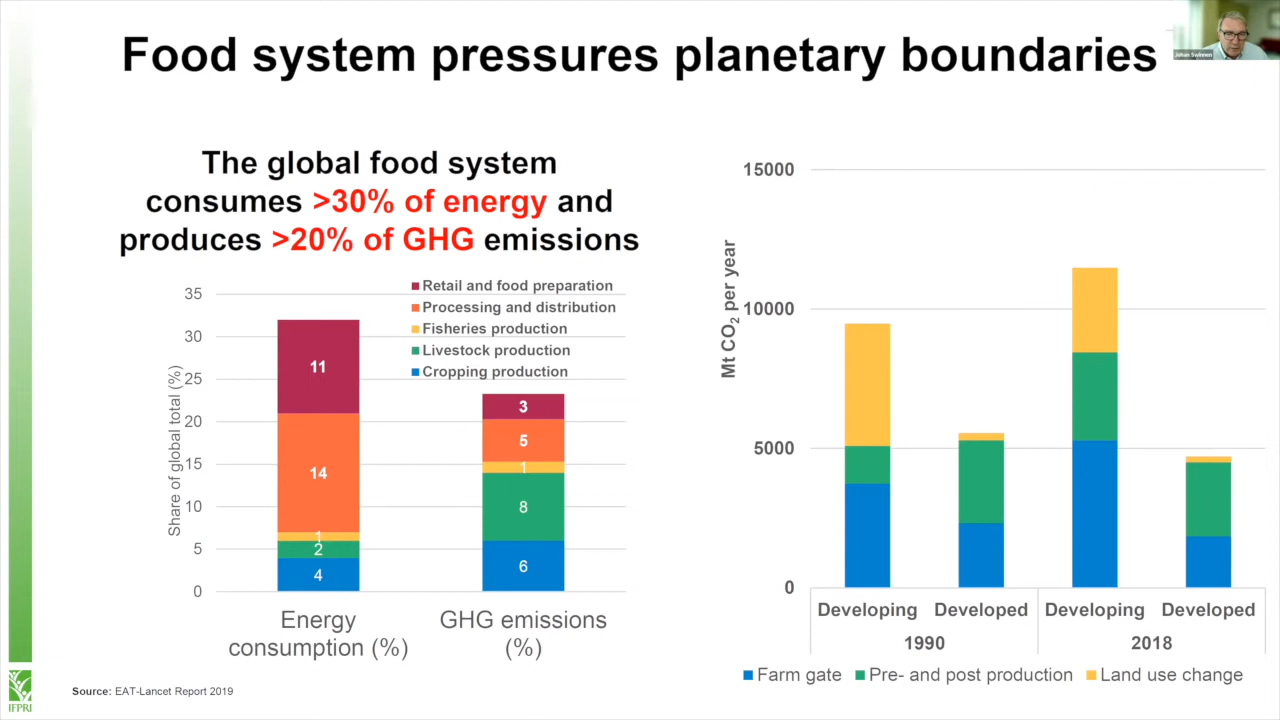 Food system pressures planetary boundaries
Johan Swinnen
The global food system
consumes >30% of energy and
produces >20% of GHG emissions
Share of global total (%)
35
30
25
20
15
10
5
0
Retail and food preparation
Processing and distribution
Fisheries production
Livestock production
Cropping production
11
14
1
2
4
3
5
1
8
6
Energy
consumption (%)
GHG emissions
(%)
Mt CO₂ per year
15000
10000
5000
0
Developing Developed Developing Developed
1990 2018
Farm gate Pre- and post production Land use change
IFPRI
Source: EAT-Lancet Report 2019